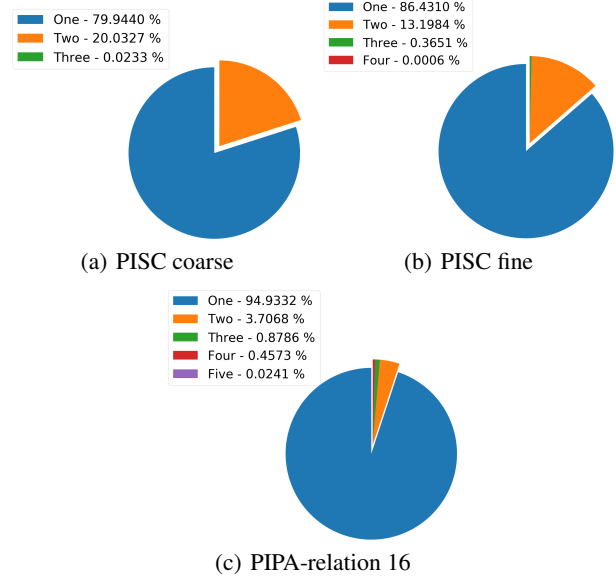 One - 79.9440 %
Two - 20.0327 %
Three - 0.0233 %
(a) PISC coarse
One - 86.4310 %
Two - 13.1984 %
Three - 0.3651 %
Four - 0.0006 %
(b) PISC fine
One - 94.9332 %
Two - 3.7068 %
Three - 0.8786 %
Four - 0.4573 %
Five - 0.0241 %
(c) PIPA-relation 16